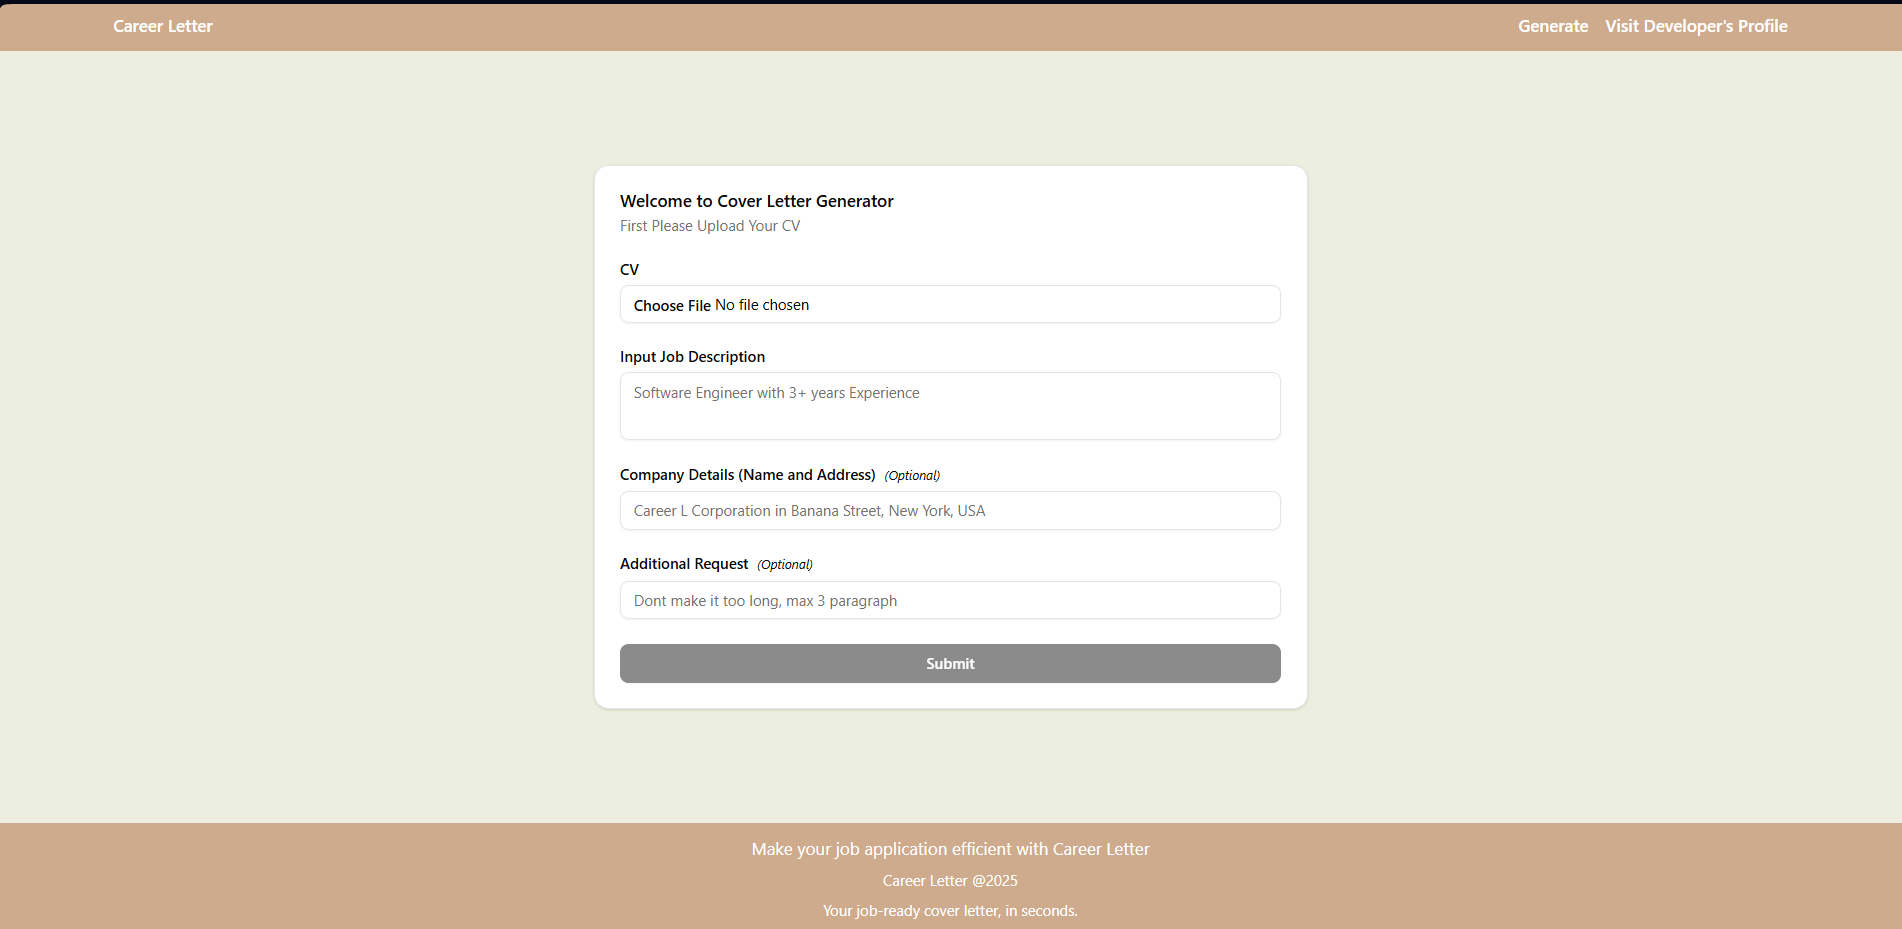 Career Letter
Generate
Visit Developer's Profile
Welcome to Cover Letter Generator
First Please Upload Your CV
CV
Choose File No file chosen
Input Job Description
Software Engineer with 3+ years Experience
Company Details (Name and Address) (Optional)
Career L Corporation in Banana Street, New York, USA
Additional Request (Optional)
Dont make it too long, max 3 paragraph
Submit
Make your job application efficient with Career Letter
Career Letter @2025
Your job-ready cover letter, in seconds.